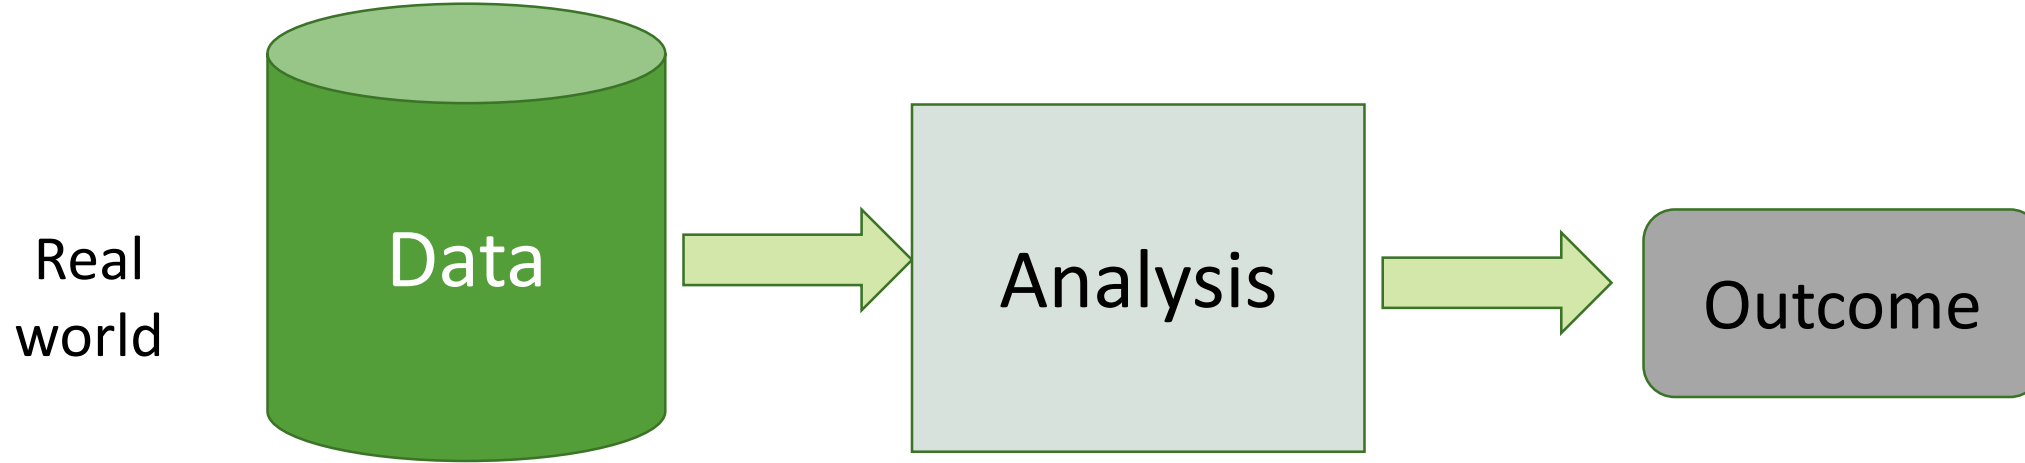 Real
world
Data
Analysis
Outcome